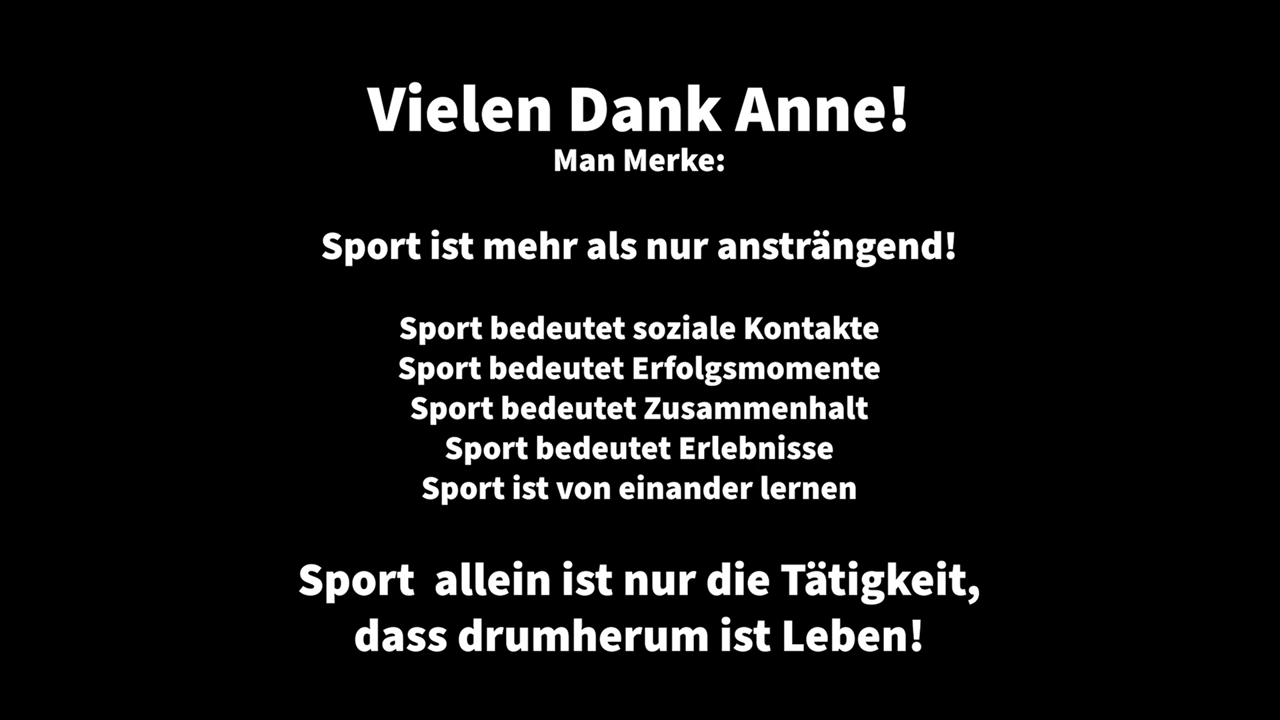 Vielen Dank Anne!
Man Merke:
Sport ist mehr als nur ansträngend!
Sport bedeutet soziale Kontakte
Sport bedeutet Erfolgsmomente
Sport bedeutet Zusammenhalt
Sport bedeutet Erlebnisse
Sport ist von einander lernen
Sport  allein ist nur die Tätigkeit,
dass drumherum ist Leben!